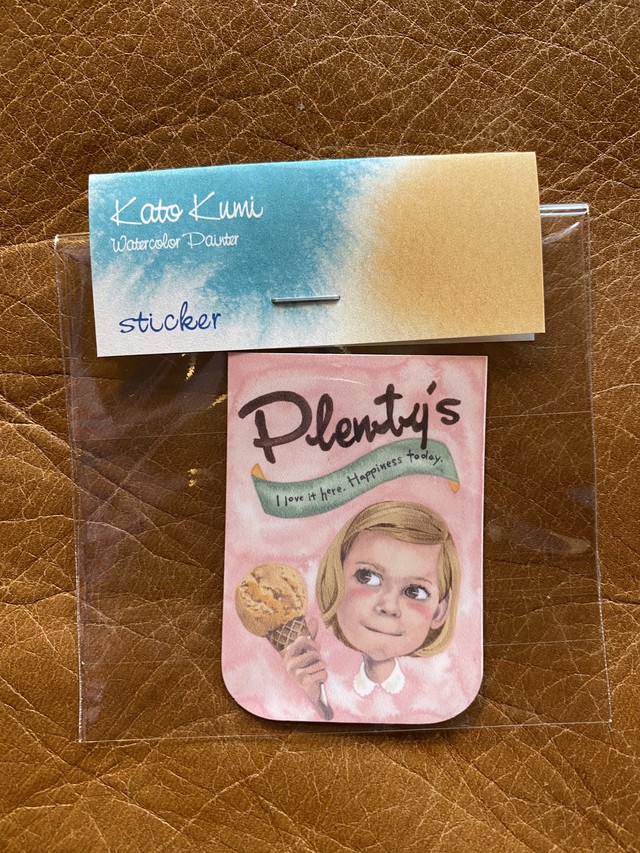 Kato Kumi
Watercolor Painter
sticker
Plenty's
I love it here. Happiness today.